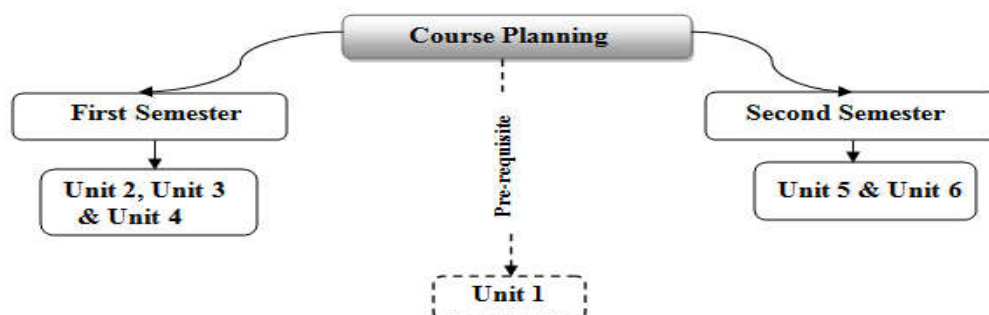 Course Planning
First Semester
Second Semester
Pre-requisite
Unit 2, Unit 3
& Unit 4
Unit 5 & Unit 6
Unit 1